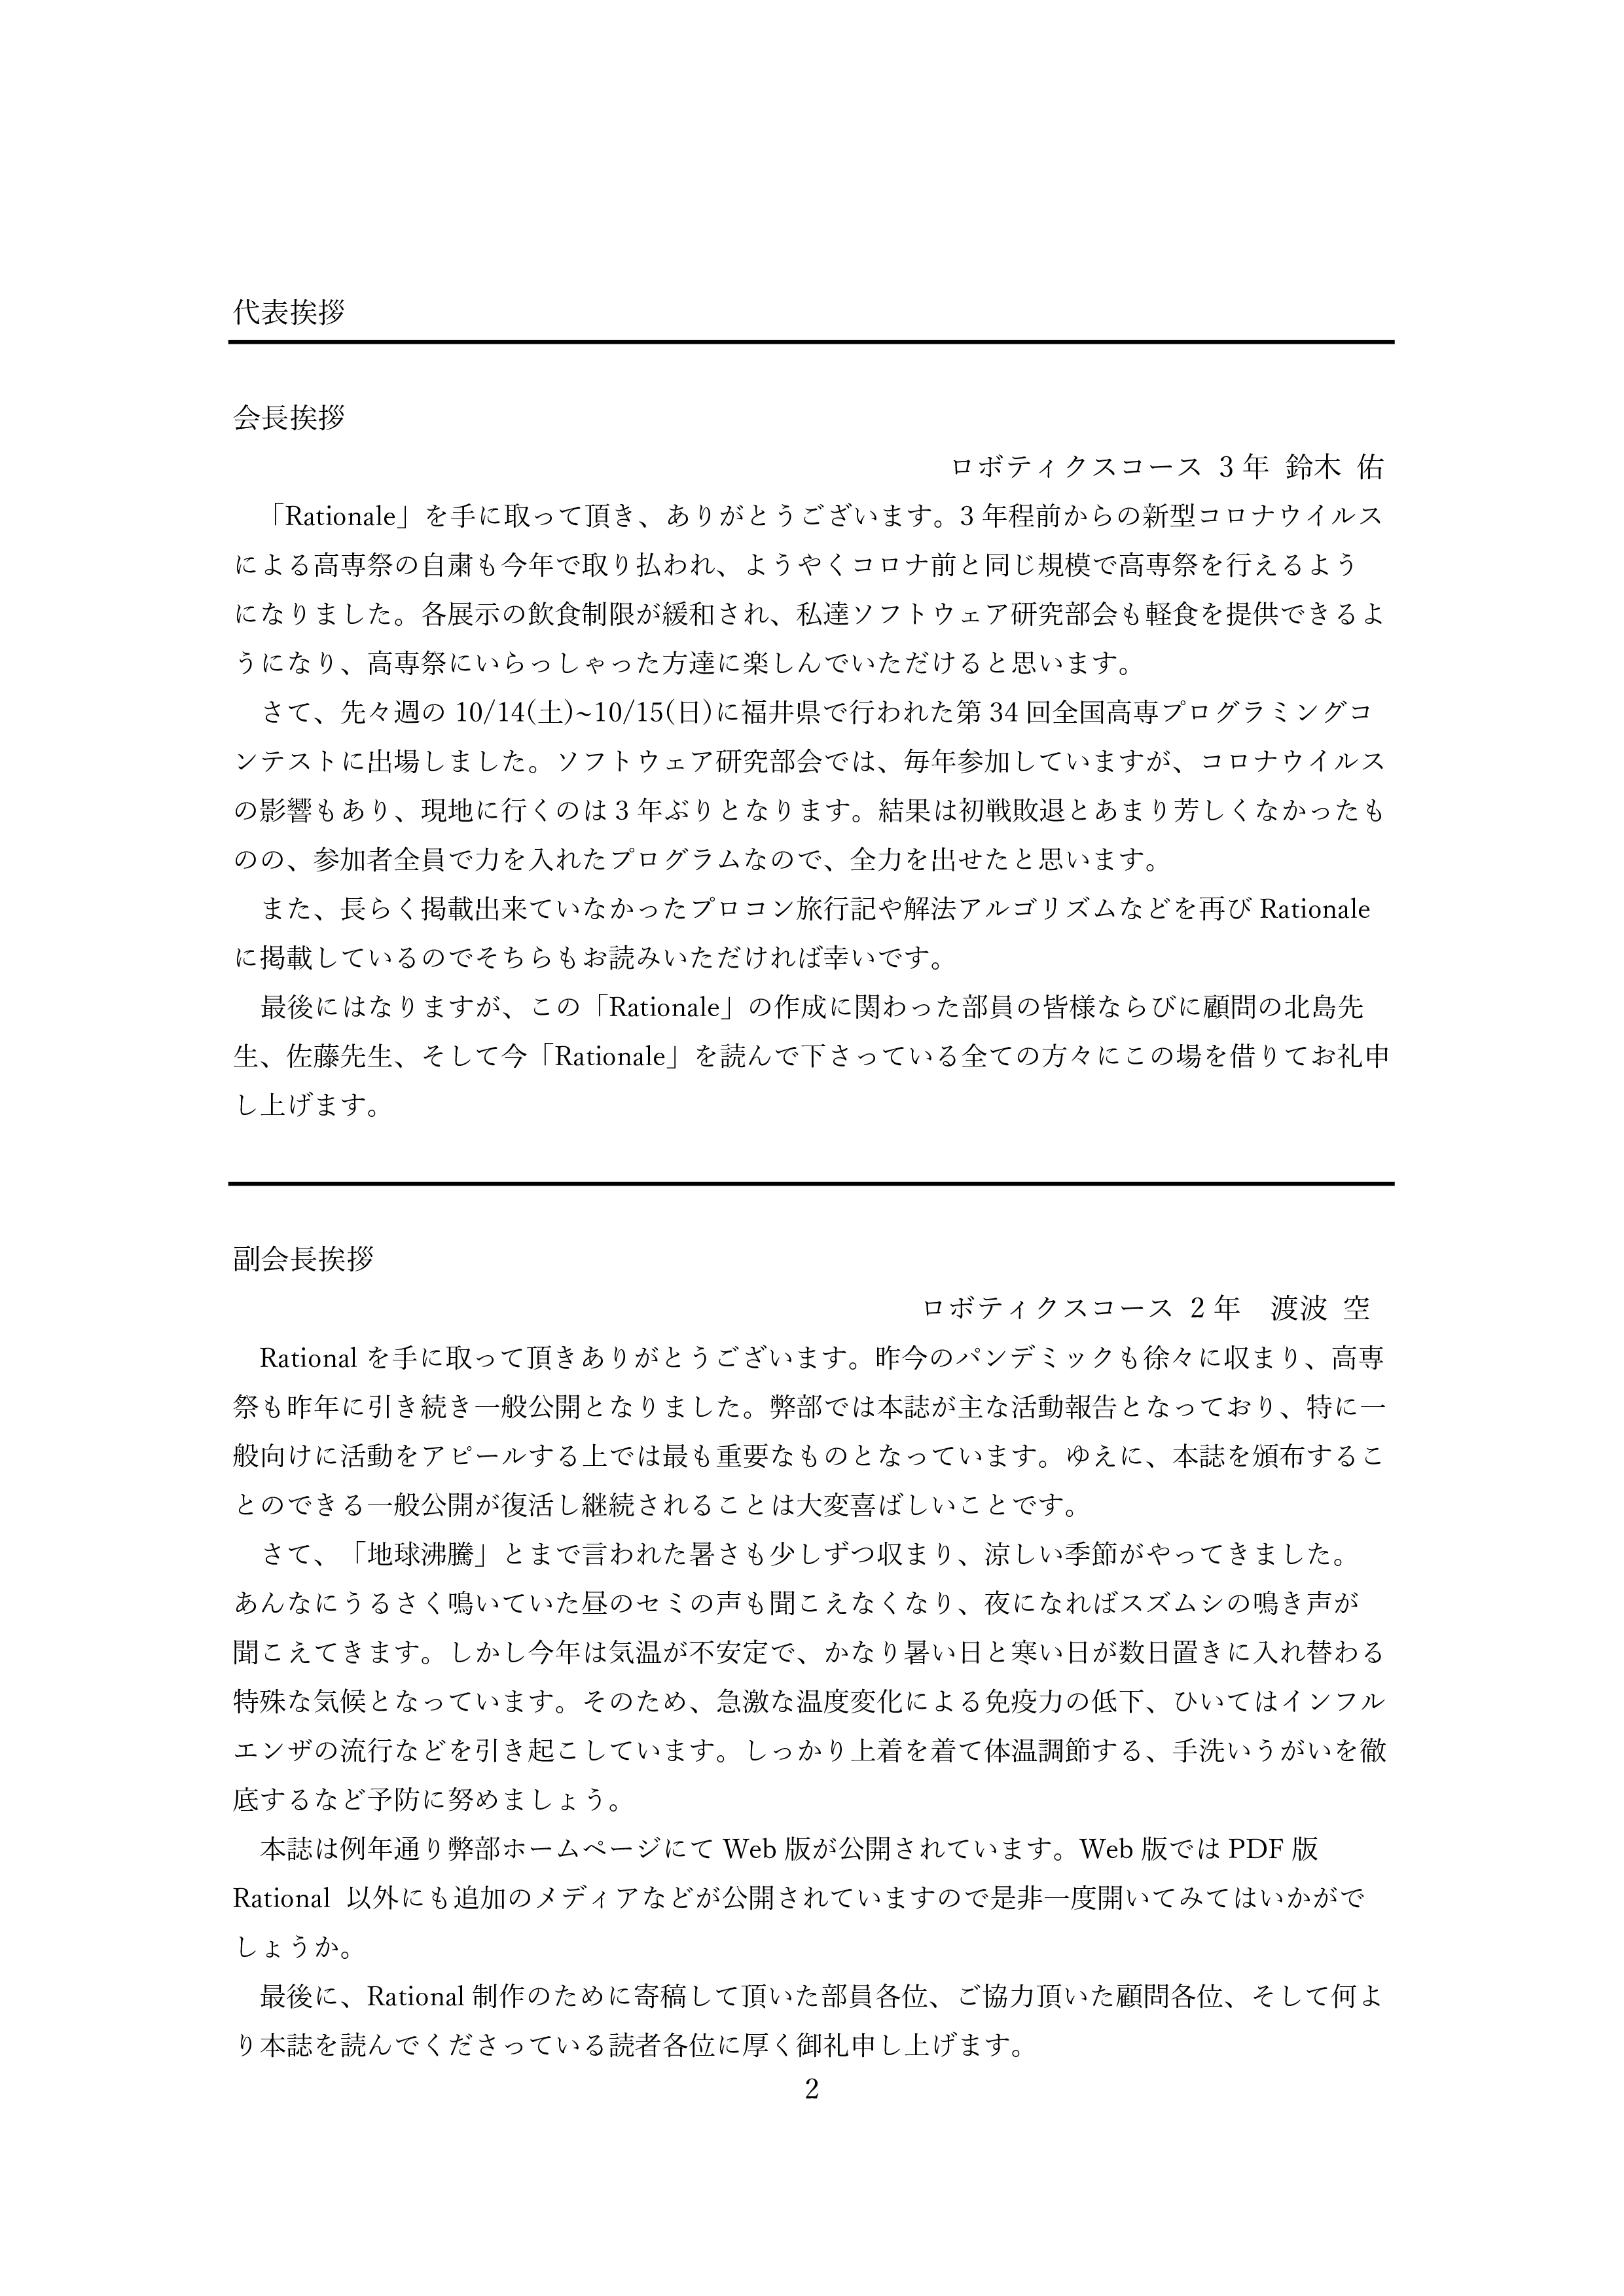 代表挨拶
会長挨拶
ロボティクスコース 3 年 鈴木 佑
「Rationale」を手に取って頂き、ありがとうございます。3 年程前からの新型コロナウイルス
による高専祭の自粛も今年で取り払われ、ようやくコロナ前と同じ規模で高専祭を行えるよう
になりました。各展示の飲食制限が緩和され、私達ソフトウェア研究部会も軽食を提供できるよ
うになり、高専祭にいらっしゃった方達に楽しんでいただけると思います。
さて、先々週の 10/14(土)~10/15(日)に福井県で行われた第 34 回全国高専プログラミングコ
ンテストに出場しました。ソフトウェア研究部会では、毎年参加していますが、コロナウイルス
の影響もあり、現地に行くのは 3 年ぶりとなります。結果は初戦敗退とあまり芳しくなかったも
のの、参加者全員で力を入れたプログラムなので、全力を出せたと思います。
また、長らく掲載出来ていなかったプロコン旅行記や解法アルゴリズムなどを再び Rationale
に掲載しているのでそちらもお読みいただければ幸いです。
最後にはなりますが、この「Rationale」の作成に関わった部員の皆様ならびに顧問の北島先
生、佐藤先生、そして今「Rationale」を読んで下さっている全ての方々にこの場を借りてお礼申
し上げます。
副会長挨拶
ロボティクスコース 2 年　渡波 空
Rational を手に取って頂きありがとうございます。昨今のパンデミックも徐々に収まり、高専
祭も昨年に引き続き一般公開となりました。弊部では本誌が主な活動報告となっており、特に一
般向けに活動をアピールする上では最も重要なものとなっています。ゆえに、本誌を頒布するこ
とのできる一般公開が復活し継続されることは大変喜ばしいことです。
さて、「地球沸騰」とまで言われた暑さも少しずつ収まり、涼しい季節がやってきました。
あんなにうるさく鳴いていた昼のセミの声も聞こえなくなり、夜になればスズムシの鳴き声が
聞こえてきます。しかし今年は気温が不安定で、かなり暑い日と寒い日が数日置きに入れ替わる
特殊な気候となっています。そのため、急激な温度変化による免疫力の低下、ひいてはインフル
エンザの流行などを引き起こしています。しっかり上着を着て体温調節する、手洗いうがいを徹
底するなど予防に努めましょう。
本誌は例年通り弊部ホームページにて Web 版が公開されています。Web 版では PDF 版
Rational 以外にも追加のメディアなどが公開されていますので是非一度開いてみてはいかがで
しょうか。
最後に、Rational 制作のために寄稿して頂いた部員各位、ご協力頂いた顧問各位、そして何よ
り本誌を読んでくださっている読者各位に厚く御礼申し上げます。
2